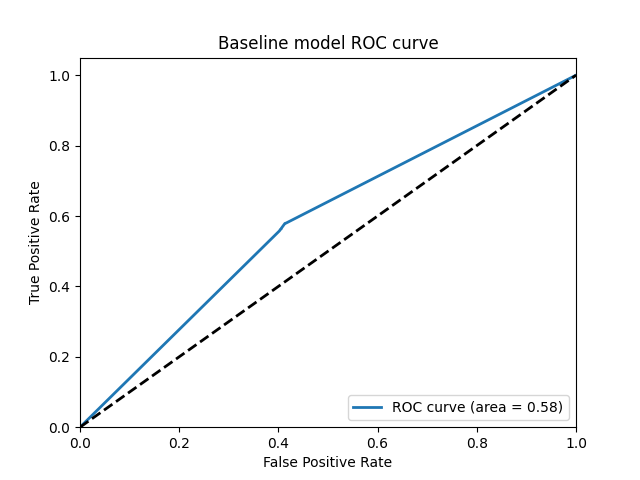 Baseline model ROC curve
True Positive Rate
1.0
0.8
0.6
0.4
0.2
0.0
ROC curve (area = 0.58)
0.0 0.2 0.4 0.6 0.8 1.0
False Positive Rate